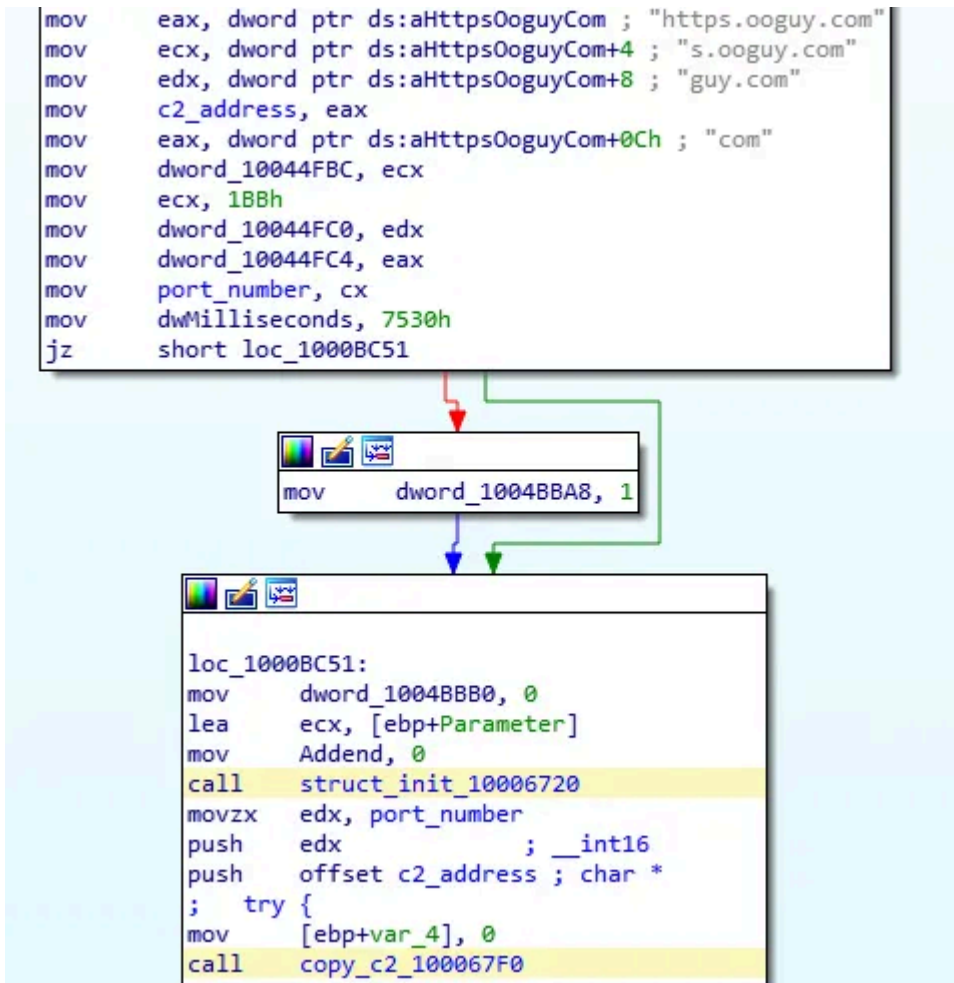 mov eax, dword ptr ds:aHttpsOoguyCom ; "https.ooguy.com"
mov ecx, dword ptr ds:aHttpsOoguyCom+4 ; "s.ooguy.com"
mov edx, dword ptr ds:aHttpsOoguyCom+8 ; "guy.com"
mov c2_address, eax
mov eax, dword ptr ds:aHttpsOoguyCom+0Ch ; "com"
mov dword_10044FBC, ecx
mov ecx, 1BBh
mov dword_10044FC0, edx
mov dword_10044FC4, eax
mov port_number, cx
mov dwMilliseconds, 7530h
jz short loc_1000BC51
mov dword_1004BBA8, 1
loc_1000BC51:
mov dword_1004BBB0, 0
lea ecx, [ebp+Parameter]
mov Addend, 0
call struct_init_10006720
movzx edx, port_number
push edx ; __int16
push offset c2_address ; char *
; try {
mov [ebp+var_4], 0
call copy_c2_100067F0